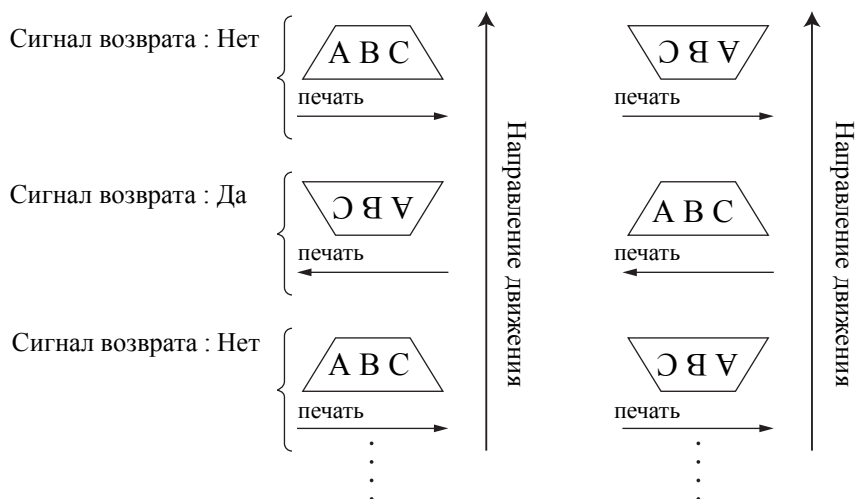 Сигнал возврата : Нет
A B C
A B C
печать
печать
Направление движения
Направление движения
Сигнал возврата : Да
A B C
A B C
печать
печать
Сигнал возврата : Нет
A B C
A B C
печать
печать